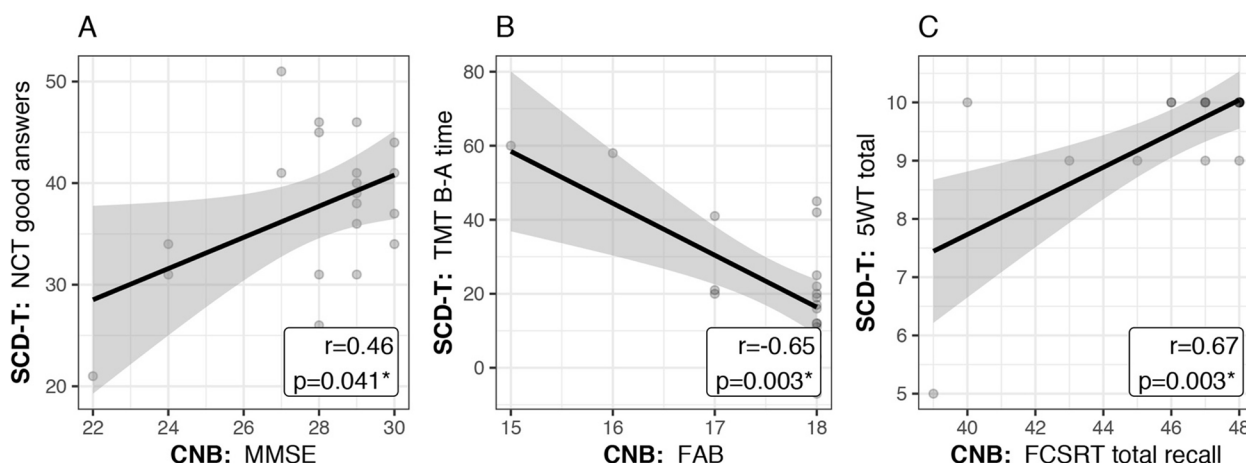 A
SCD-T: NCT good answers
50
40
30
20
22
24
26
28
30
r=0.46
p=0.041*
CNB: MMSE
B
SCD-T: TMT B-A time
80
60
40
20
0
15
16
17
18
r=-0.65
p=0.003*
CNB: FAB
C
SCD-T: 5WT total
10
9
8
7
6
5
40
42
44
46
48
r=0.67
p=0.003*
CNB: FCSRT total recall